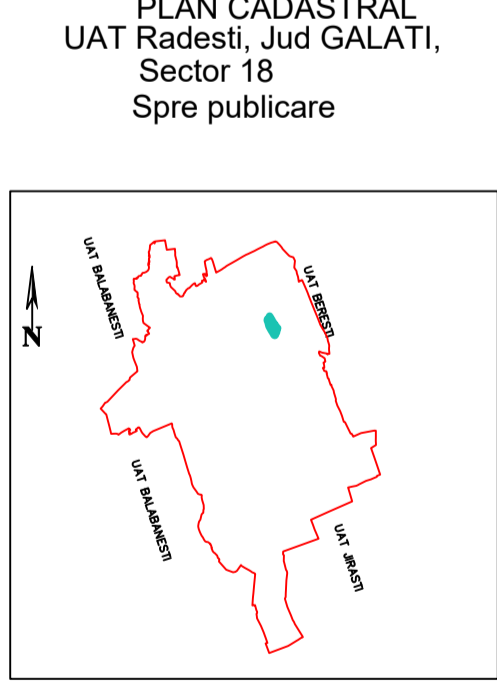 PLAN CADASTRAL
UAT Radesti, Jud GALATI,
Sector 18
Spre publicare
UAT BALABANESTI
UAT BERESTI
N
UAT BALABANESTI
UAT JIRASTI